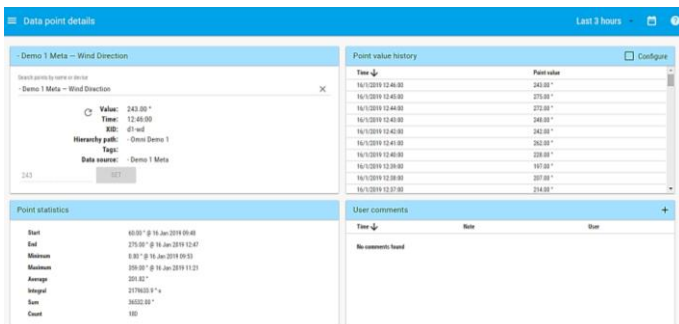 Data point details
Last 3 hours
- Demo 1 Meta — Wind Direction
Search points by name or device
- Demo 1 Meta — Wind Direction
Value: 243.00 °
Time: 12:46:00
XID: d1-wd
Hierarchy path: - Omni Demo 1
Tags:
Data source: - Demo 1 Meta
243
SET
Point value history
Configure
Time Point value
16/1/2019 12:46:00 243.00 °
16/1/2019 12:45:00 275.00 °
16/1/2019 12:44:00 272.00 °
16/1/2019 12:43:00 248.00 °
16/1/2019 12:42:00 242.00 °
16/1/2019 12:41:00 262.00 °
16/1/2019 12:40:00 228.00 °
16/1/2019 12:39:00 197.00 °
16/1/2019 12:38:00 207.00 °
16/1/2019 12:37:00 214.00 °
Point statistics
Start 60.00 ° @ 16 Jan 2019 09:48
End 275.00 ° @ 16 Jan 2019 12:47
Minimum 0.00 ° @ 16 Jan 2019 09:53
Maximum 359.00 ° @ 16 Jan 2019 11:21
Average 201.82 °
Integral
Sum
Count 180
User comments
Time Note User
No comments found